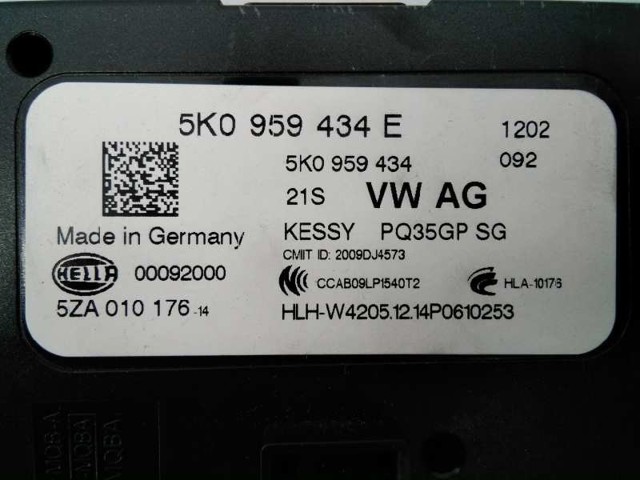 5K0 959 434 E
1202
5K0 959 434
092
21S VW AG
Made in Germany
KESSY PQ35GP SG
CMIT ID: 2009DJ4573
HELLA 00092000
CCAB09LP1540T2
HLA-10176
5ZA 010 176 -14
HLH-W4205.12.14P0610253